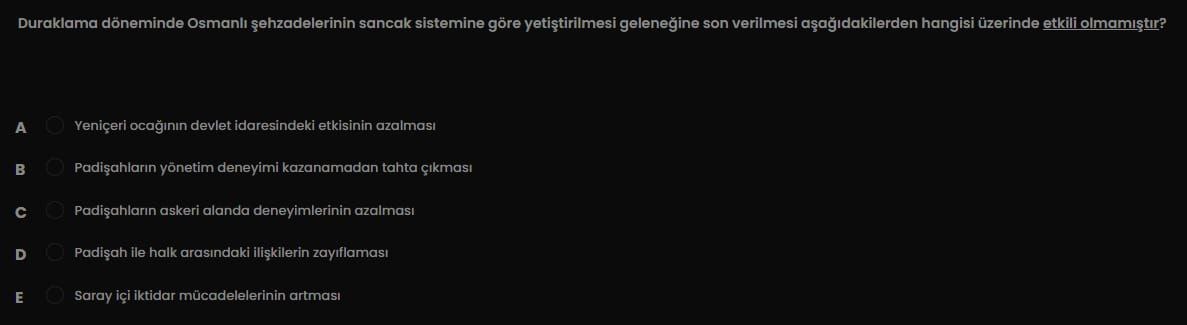 Duraklama döneminde Osmanlı şehzadelerinin sancak sistemine göre yetiştirilmesi geleneğine son verilmesi aşağıdakilerden hangisi üzerinde etkili olmamıştır?
A Yeniçeri ocağının devlet idaresindeki etkisinin azalması
B Padişahların yönetim deneyimi kazanamadan tahta çıkması
C Padişahların askeri alanda deneyimlerinin azalması
D Padişah ile halk arasındaki ilişkilerin zayıflaması
E Saray içi iktidar mücadelelerinin artması